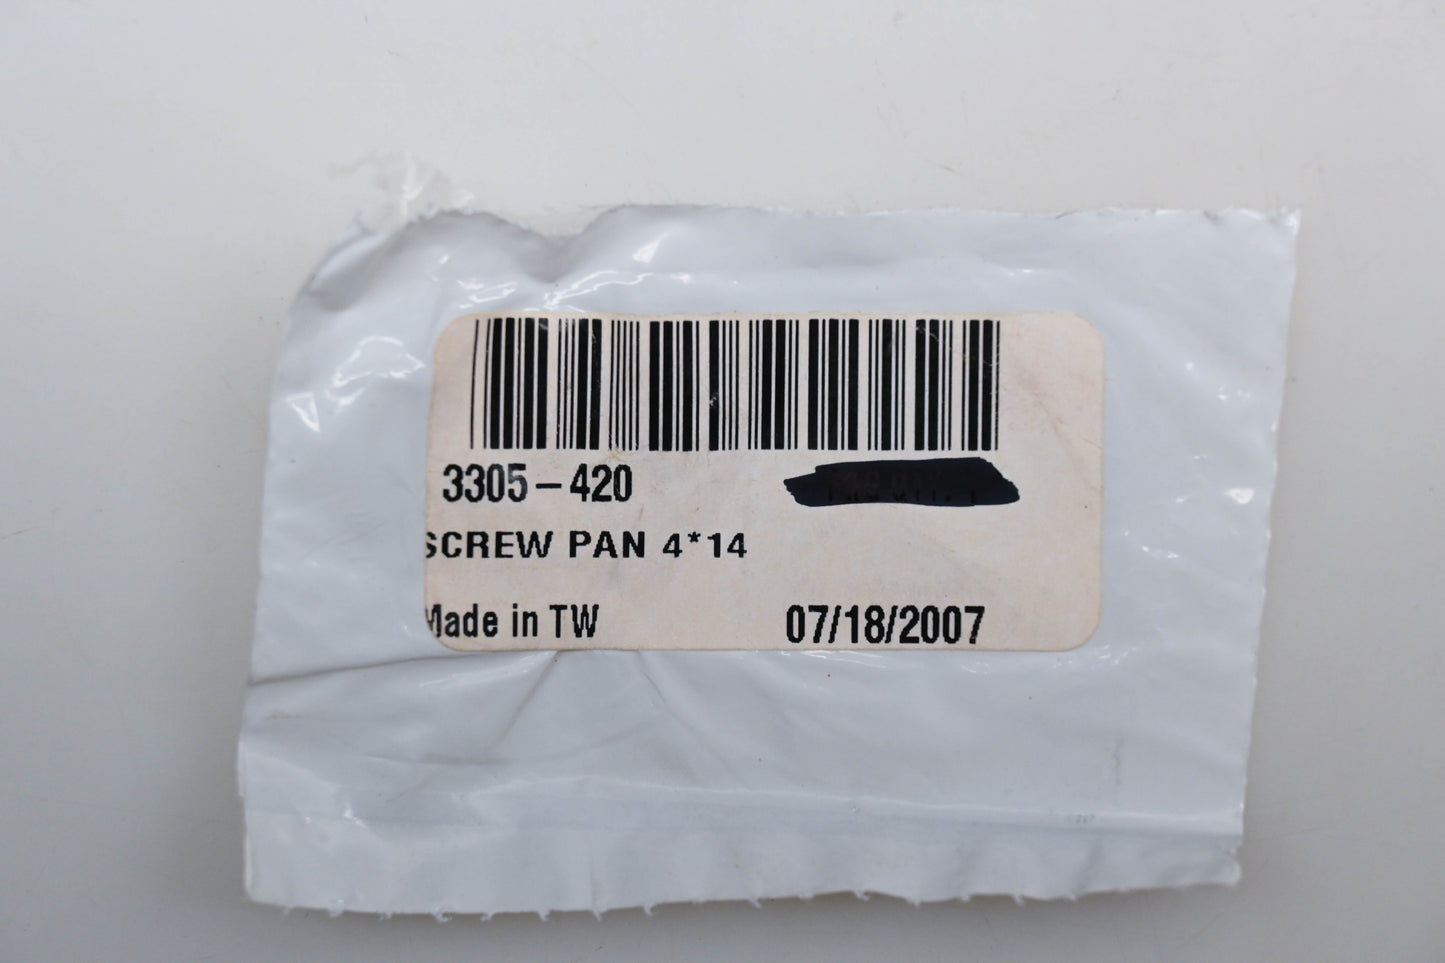 3305-420
SCREW PAN 4*14
Made in TW
07/18/2007